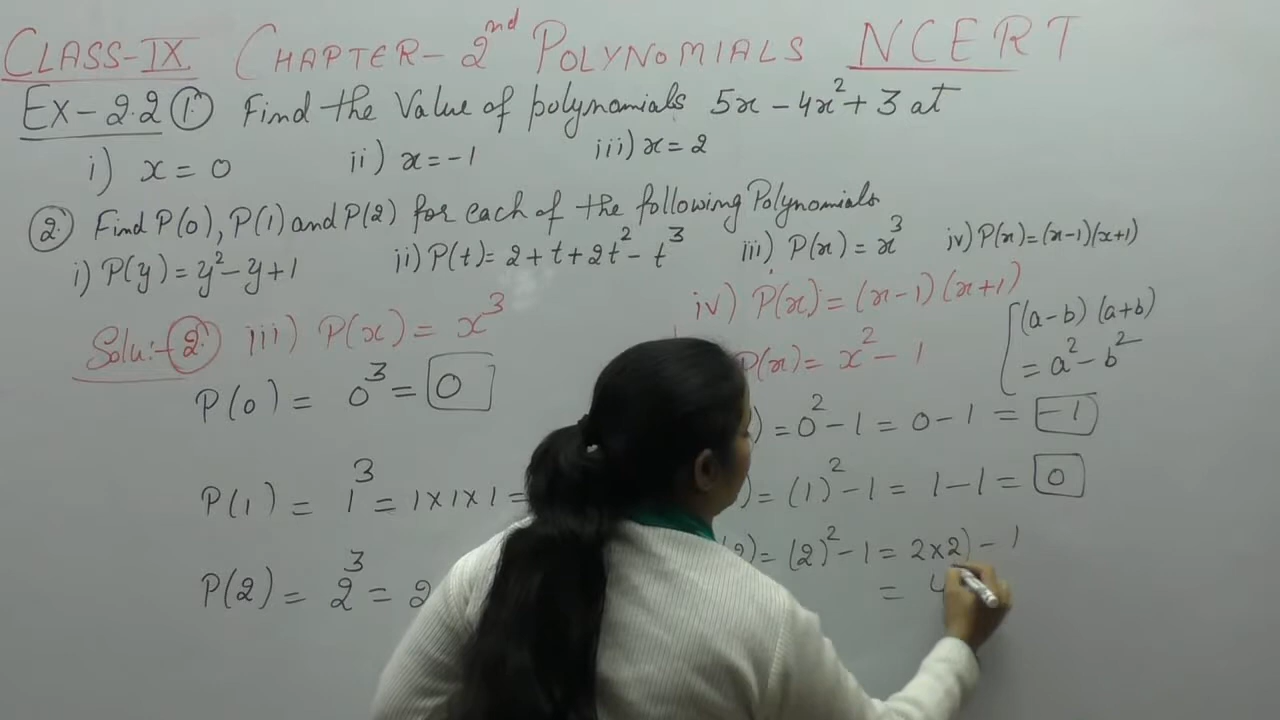 CLASS-IX CHAPTER-2nd POLYNOMIALS NCERT
Ex-2.2 ① Find the Value of polynomials 5x - 4x² + 3 at
i) x = 0 ii) x = -1 iii) x = 2
② Find P(0), P(1) and P(2) for each of the following Polynomials
i) P(y) = y² - y + 1 ii) P(t) = 2 + t + 2t² - t³ iii) P(x) = x³ iv) P(x) = (x-1)(x+1)
Solu:- ② iii) P(x) = x³
P(0) = 0³ = 0
P(1) = 1³ = 1×1×1 =
P(2) = 2³ = 2
iv) P(x) = (x-1)(x+1)
P(x) = x² - 1
[(a-b)(a+b)
= a² - b²
) = 0² - 1 = 0 - 1 = -1
) = (1)² - 1 = 1 - 1 = 0
(2) = (2)² - 1 = 2×2) - 1
= 4